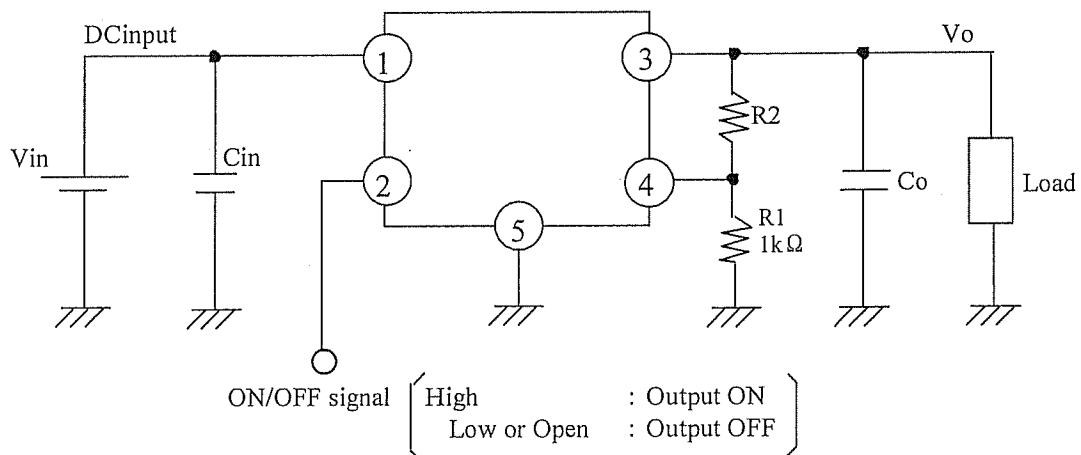 DCinput
Vo
1
3
R2
Vin
Cin
2
4
Co
Load
5
R1
1kΩ
ON/OFF signal
High : Output ON
Low or Open : Output OFF